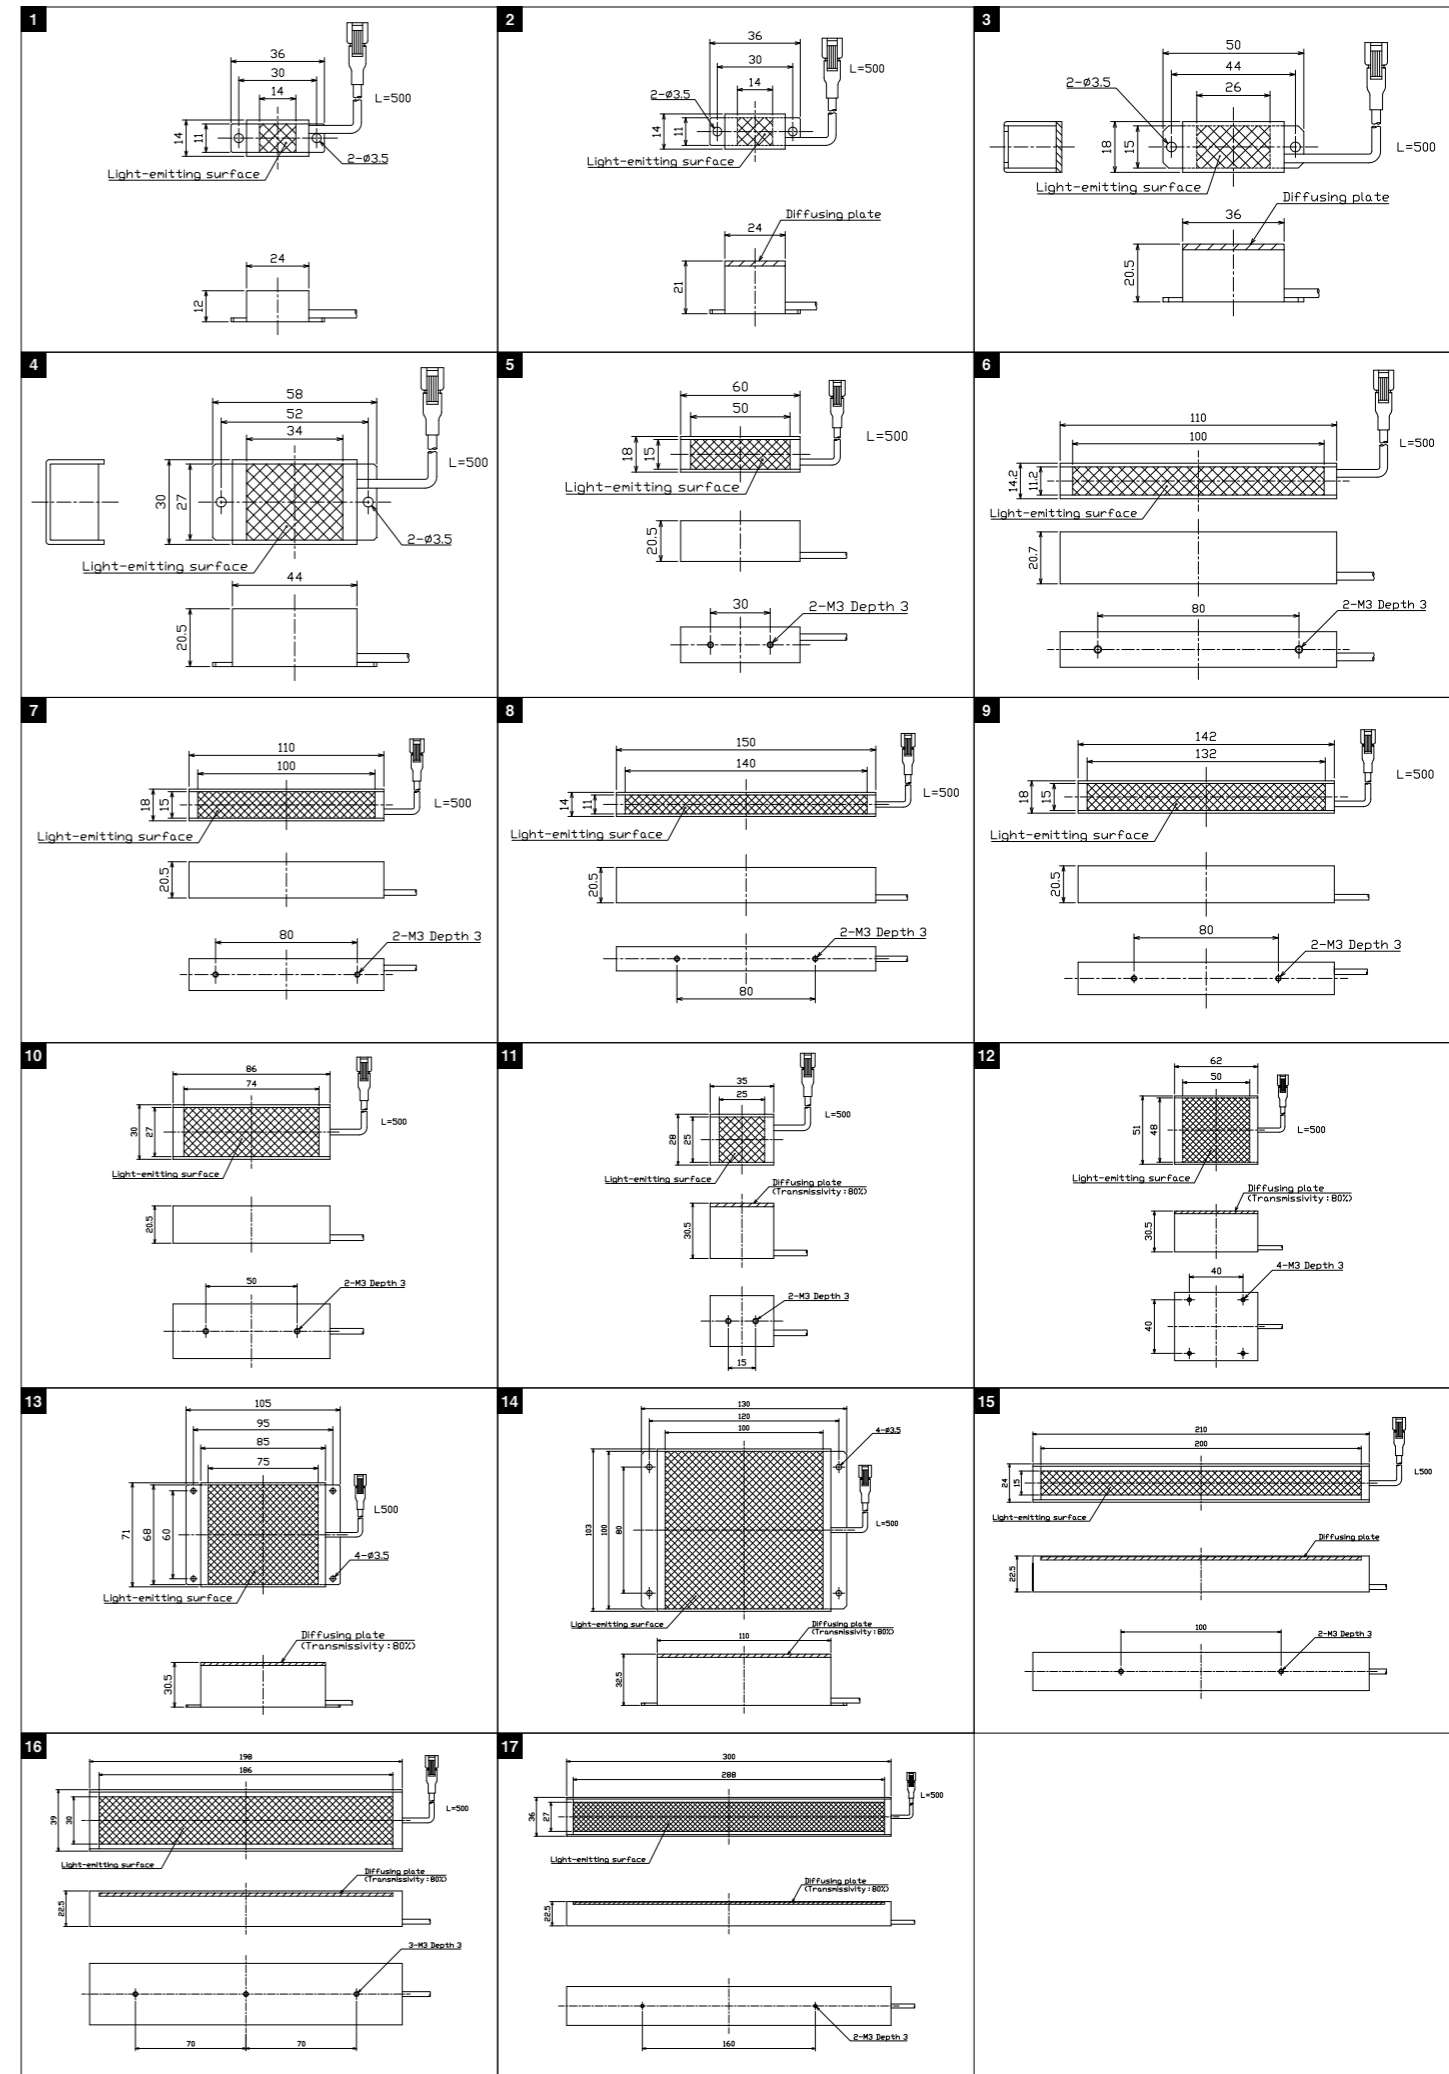 1
36
30
14
L=500
14
11
2-ø3.5
Light-emitting surface
24
12
2
36
30
14
L=500
2-ø3.5
14
11
Light-emitting surface
Diffusing plate
24
21
3
50
44
26
2-ø3.5
18
15
L=500
Light-emitting surface
Diffusing plate
36
20.5
4
58
52
34
L=500
30
27
2-ø3.5
Light-emitting surface
44
20.5
5
60
50
L=500
18
15
Light-emitting surface
20.5
30
2-M3 Depth 3
6
110
100
L=500
14.2
11.2
Light-emitting surface
20.7
80
2-M3 Depth 3
7
110
100
18
15
L=500
Light-emitting surface
20.5
80
2-M3 Depth 3
8
150
140
14
11
L=500
Light-emitting surface
20.5
2-M3 Depth 3
80
9
142
132
L=500
18
15
Light-emitting surface
20.5
80
2-M3 Depth 3
10
86
74
30
27
L=500
Light-emitting surface
20.5
50
2-M3 Depth 3
11
35
25
L=500
28
25
Light-emitting surface
Diffusing plate
(Transmissivity:80%)
30.5
2-M3 Depth 3
15
12
62
50
51
48
L=500
Light-emitting surface
Diffusing plate
(Transmissivity:80%)
30.5
4-M3 Depth 3
40
40
13
105
95
85
75
71
68
60
L500
4-ø3.5
Light-emitting surface
Diffusing plate
(Transmissivity:80%)
30.5
14
130
120
100
4-ø3.5
103
100
80
L=500
Light-emitting surface
Diffusing plate
(Transmissivity:80%)
110
32.5
15
210
200
24
15
L500
Light-emitting surface
Diffusing plate
22.5
100
2-M3 Depth 3
16
198
186
39
30
L=500
Light-emitting surface
Diffusing plate
(Transmissivity:80%)
22.5
3-M3 Depth 3
70
70
17
300
288
36
27
L=500
Light-emitting surface
Diffusing plate
(Transmissivity:80%)
22.5
2-M3 Depth 3
160